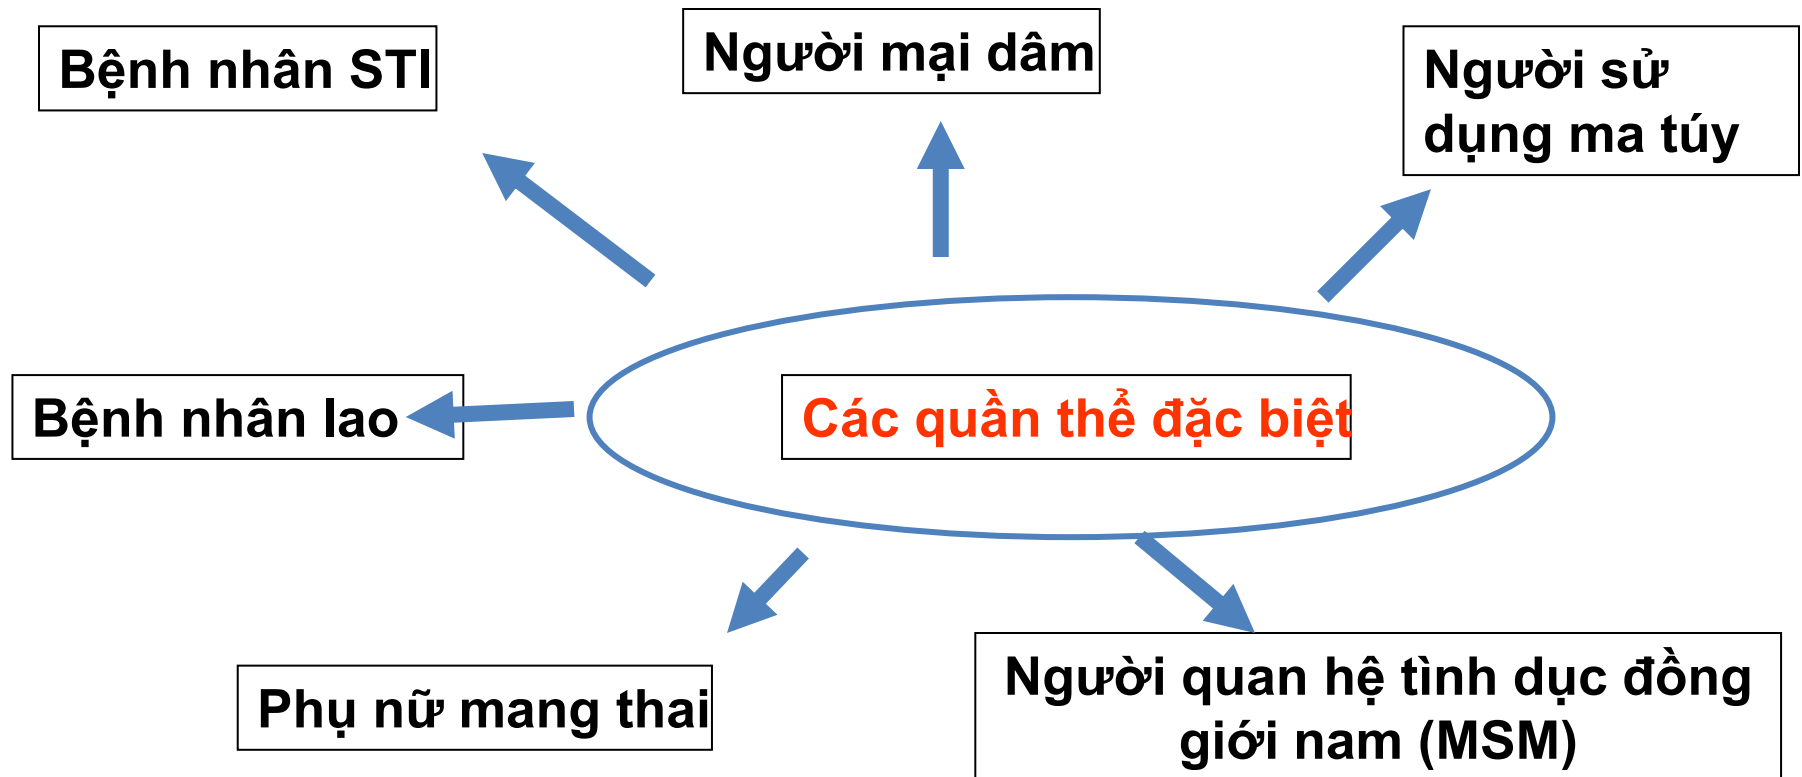 Bệnh nhân STI
Người mại dâm
Người sử
dụng ma túy
Bệnh nhân lao
Các quần thể đặc biệt
Phụ nữ mang thai
Người quan hệ tình dục đồng
giới nam (MSM)